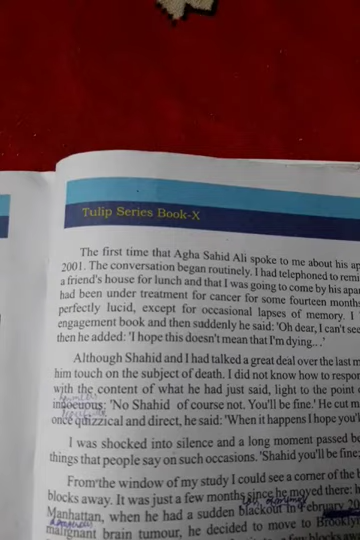 Tulip Series Book-X
The first time that Agha Sahid Ali spoke to me about his
2001. The conversation began routinely. I had telephoned to
a friend's house for lunch and that I was going to come by his
had been under treatment for cancer for some fourteen months
perfectly lucid, except for occasional lapses of memory. I
engagement book and then suddenly he said: 'Oh dear, I can't see
then he added: 'I hope this doesn't mean that I'm dying...'
Although Shahid and I had talked a great deal over the last
him touch on the subject of death. I did not know how to
with the content of what he had just said, light to the point
harmless
: 'No Shahid of course not. You'll be fine.' He cut
once quizzical and direct, he said: 'When it happens I hope you'll
I was shocked into silence and a long moment passed
things that people say on such occasions. 'Shahid you'll be fine;
From the window of my study I could see a corner of the
blocks away. It was just a few months since he moved there:
Manhattan, when he had a sudden blackout in February
malignant brain tumour, he decided to move to